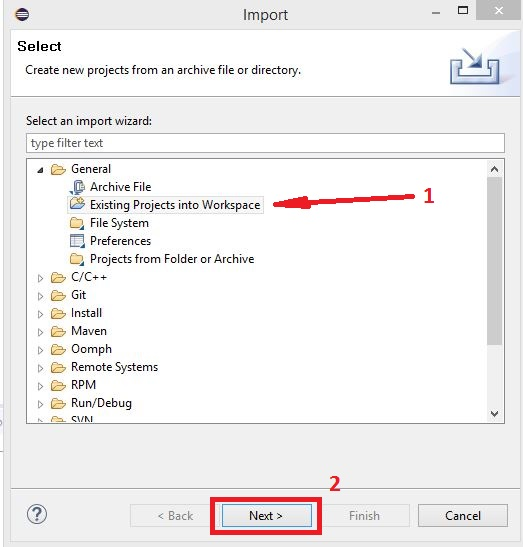 Import
Select
Create new projects from an archive file or directory.
Select an import wizard:
type filter text
General
Archive File
Existing Projects into Workspace
1
File System
Preferences
Projects from Folder or Archive
C/C++
Git
Install
Maven
Oomph
Remote Systems
RPM
Run/Debug
SVN
2
?
< Back
Next >
Finish
Cancel